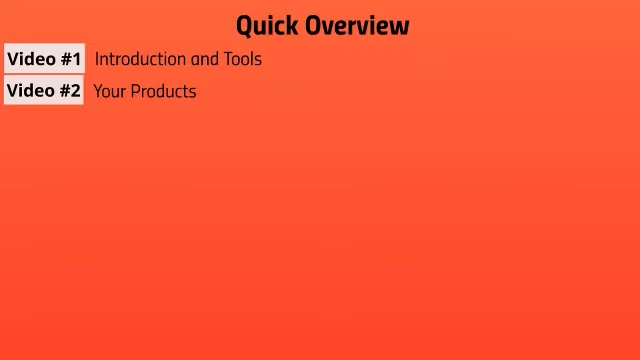 Quick Overview
Video #1 Introduction and Tools
Video #2 Your Products